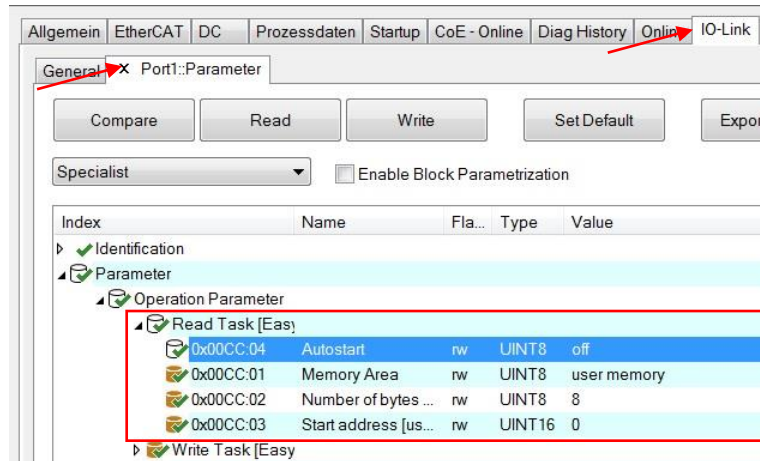 Allgemein EtherCAT DC Prozessdaten Startup CoE - Online Diag History Online IO-Link
General Port1::Parameter
Compare Read Write Set Default Expor
Specialist Enable Block Parametrization
Index Name Fla... Type Value
Identification
Parameter
Operation Parameter
Read Task [Easy
0x00CC:04 Autostart rw UINT8 off
0x00CC:01 Memory Area rw UINT8 user memory
0x00CC:02 Number of bytes ... rw UINT8 8
0x00CC:03 Start address [us... rw UINT16 0
Write Task [Easy